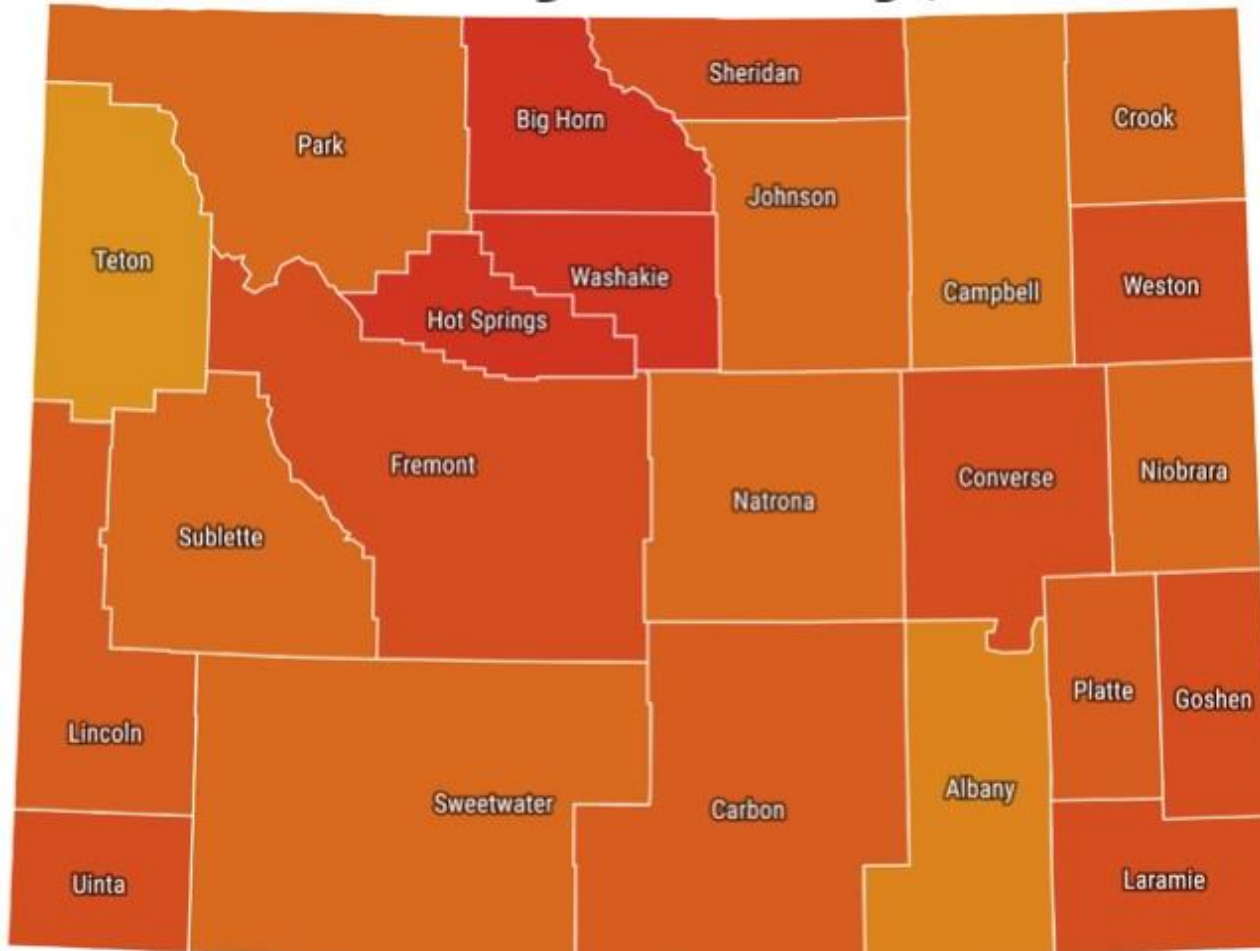 Sheridan
Big Horn
Crook
Park
Johnson
Teton
Washakie
Weston
Campbell
Hot Springs
Fremont
Niobrara
Converse
Natrona
Sublette
Platte
Goshen
Lincoln
Albany
Sweetwater
Carbon
Uinta
Laramie